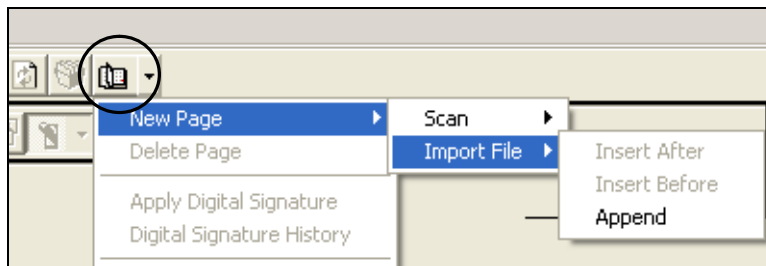 New Page
Scan
Delete Page
Import File
Insert After
Insert Before
Apply Digital Signature
Append
Digital Signature History